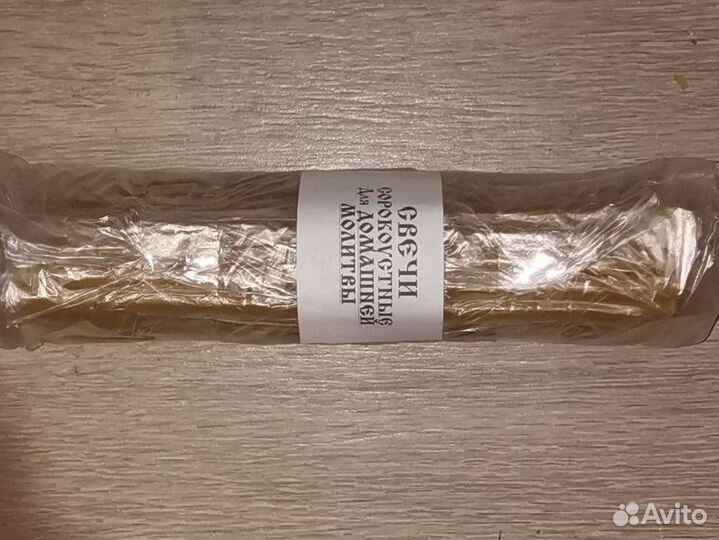 СВЕЧИ
СОРОКОУСТНЫЕ
ДЛЯ ДОМАШНЕЙ
МОЛИТВЫ
Avito